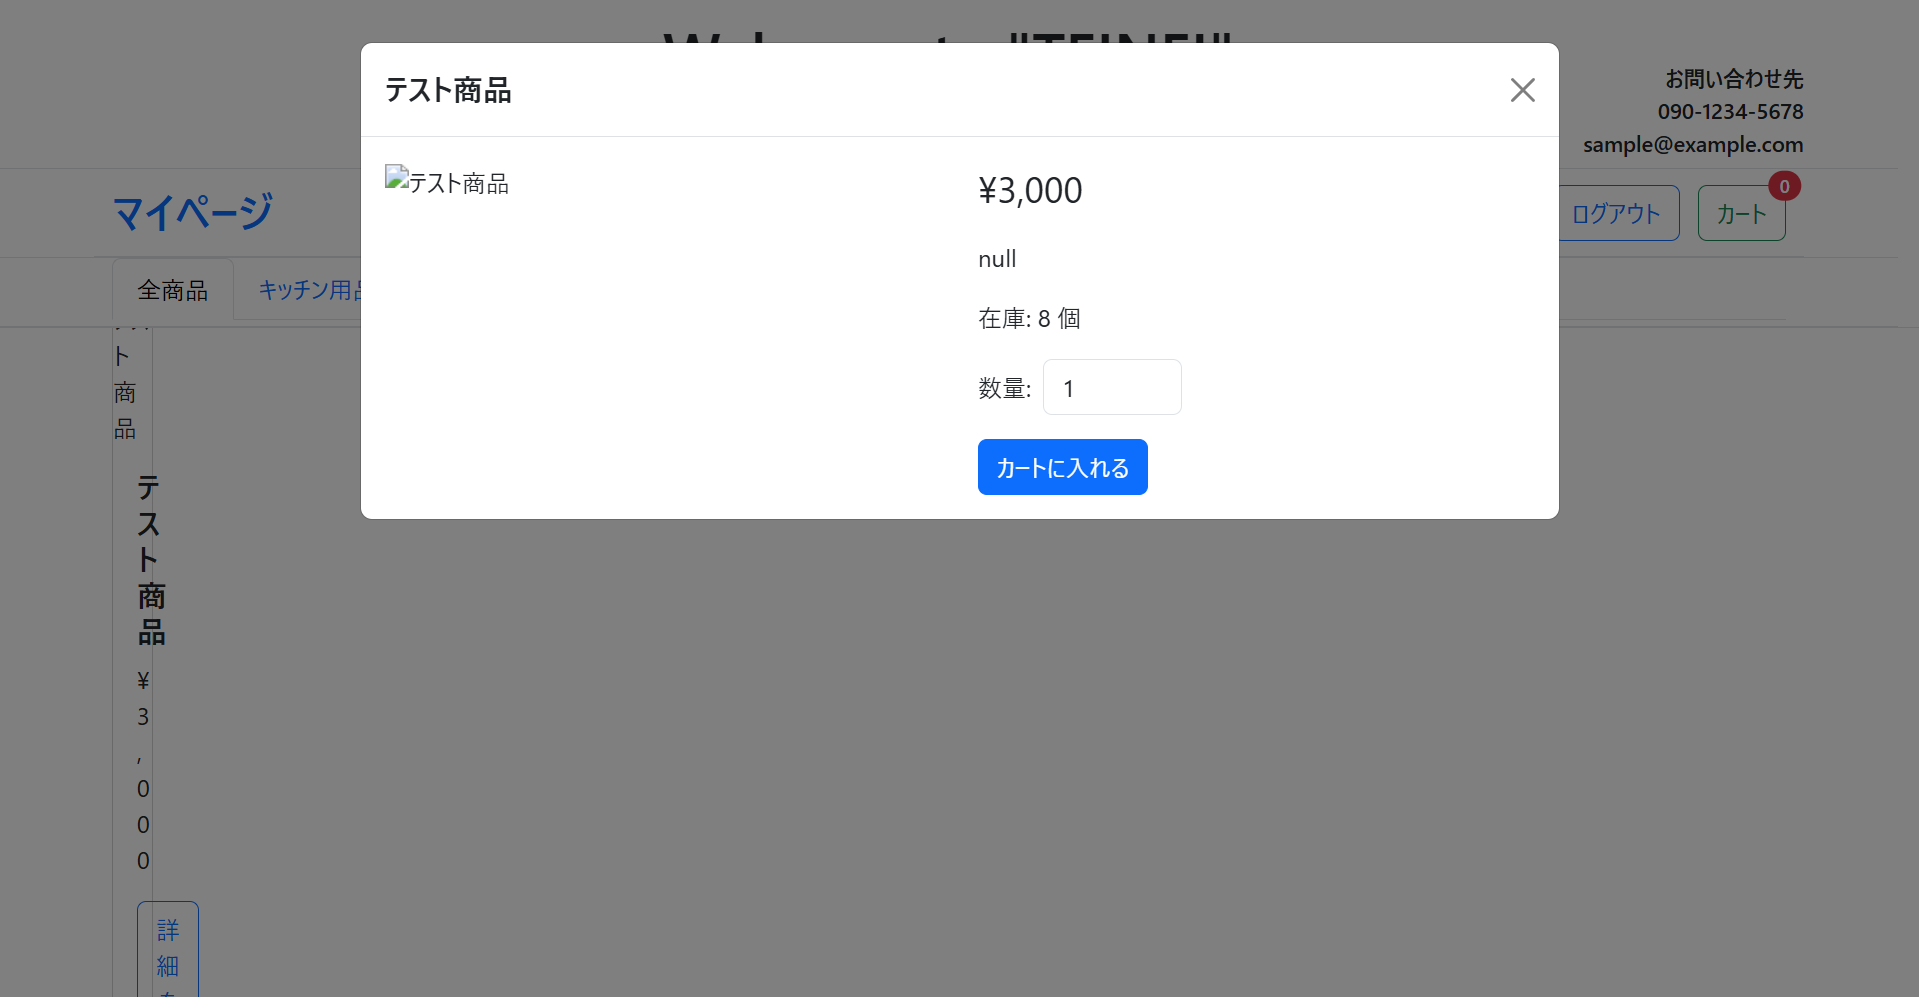 テスト商品
テスト商品
¥3,000
null
在庫: 8 個
数量: 1
カートに入れる
お問い合わせ先
090-1234-5678
sample@example.com
マイページ
ログアウト
カート
0
全商品
キッチン用品
ト
商
品
テ
ス
ト
商
品
¥
3
,
0
0
0
詳
細